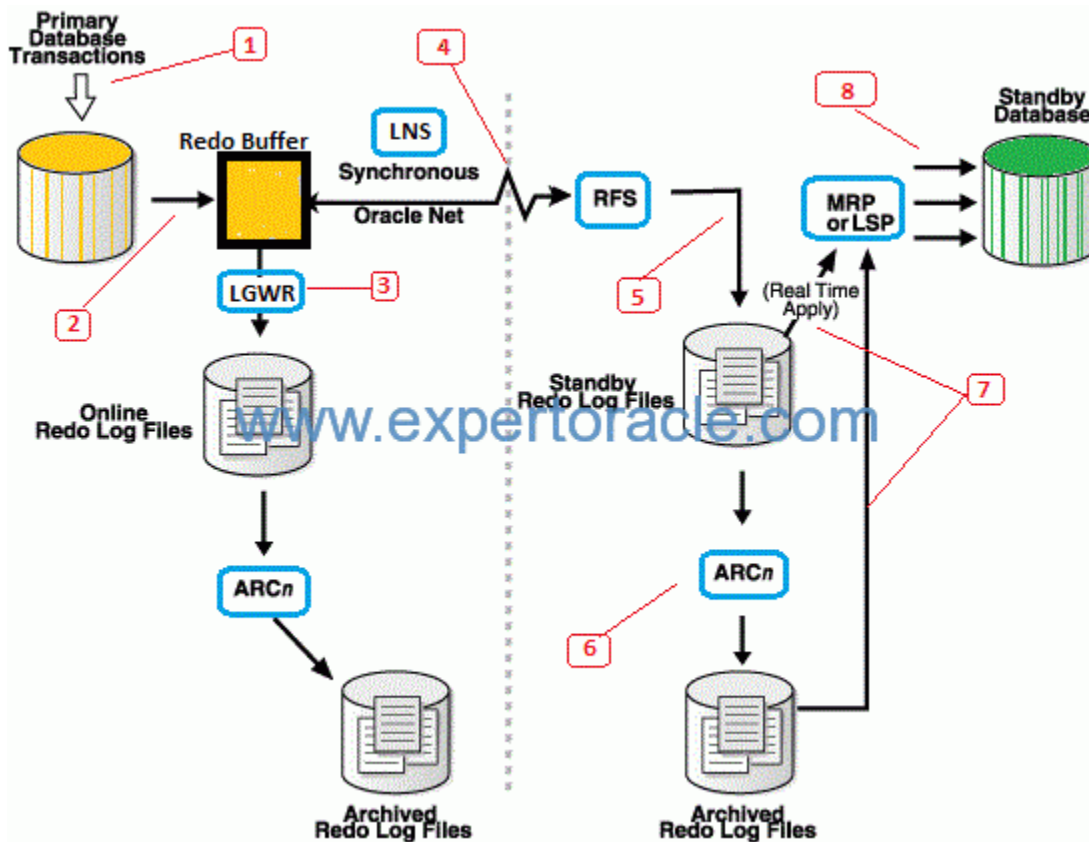 Primary
Database
Transactions
1
4
8
Standby
Database
LNS
Redo Buffer
Synchronous
Oracle Net
RFS
MRP
or LSP
2
LGWR
3
5
(Real Time
Apply)
7
Online
Redo Log Files
Standby
Redo Log Files
www.expertoracle.com
ARCn
ARCn
6
Archived
Redo Log Files
Archived
Redo Log Files